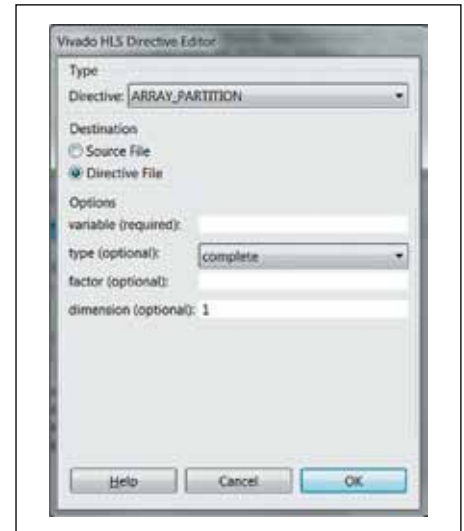 Vivado HLS Directive Editor
Type
Directive: ARRAY_PARTITION
Destination
Source File
Directive File
Options
variable (required):
type (optional): complete
factor (optional):
dimension (optional): 1
Help Cancel OK